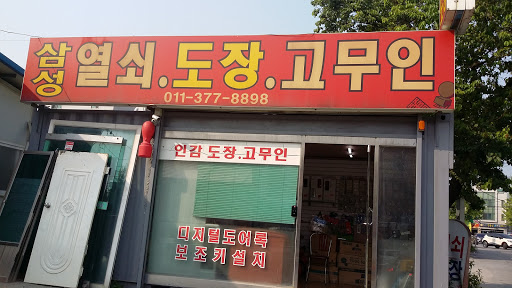 삼성 열쇠.도장.고무인
011-377-8898
인감 도장.고무인
디지털도어록
보조키설치
쇠